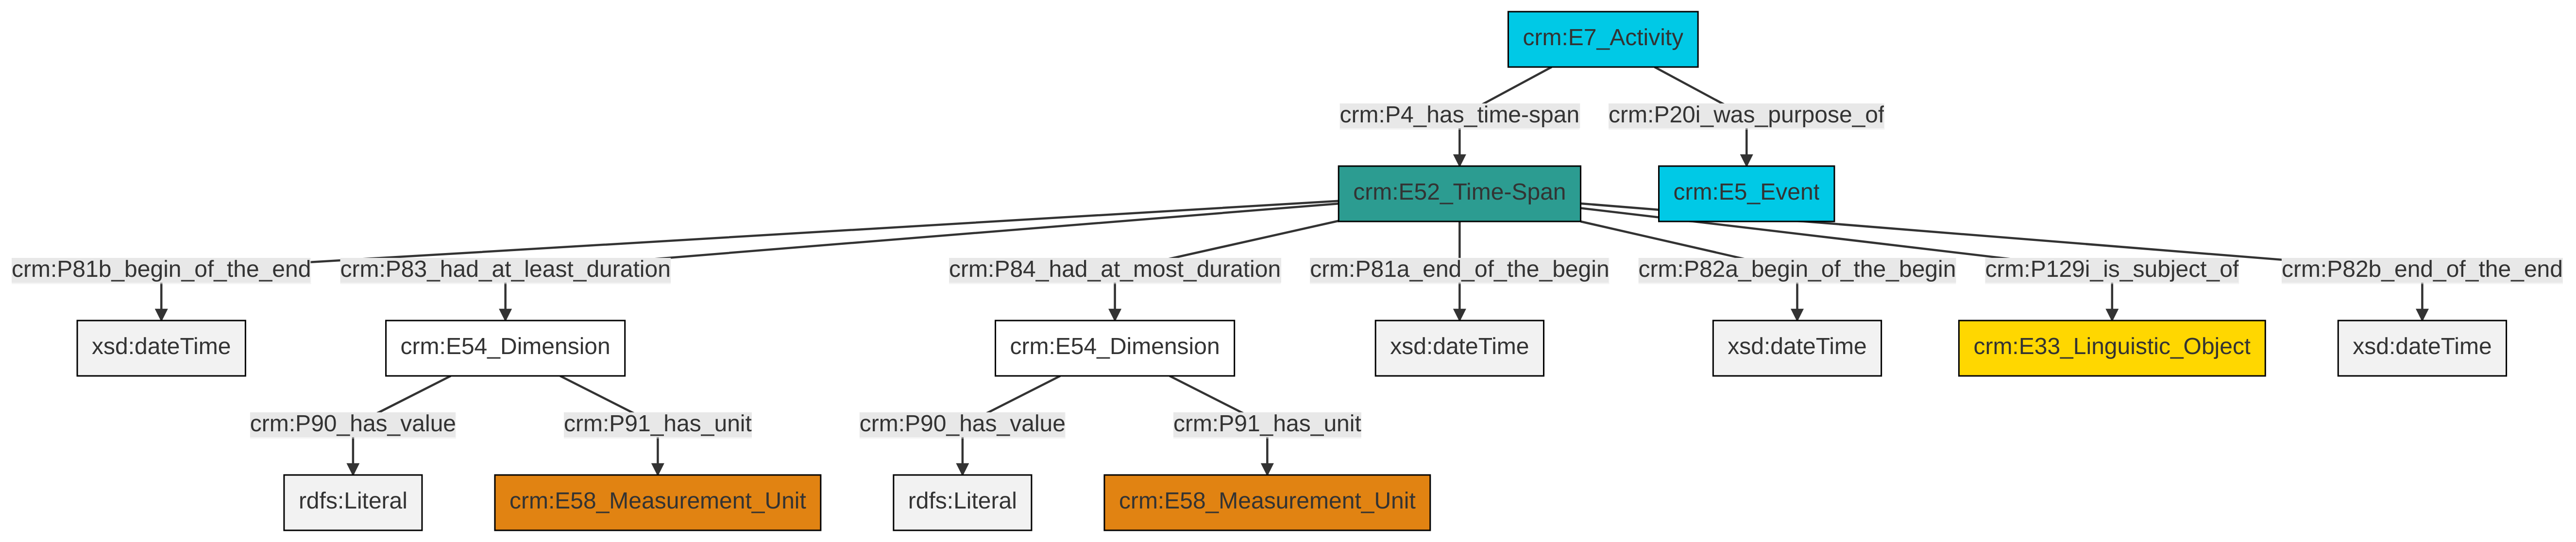 crm:E7_Activity
crm:P4_has_time-span
crm:P20i_was_purpose_of
crm:E52_Time-Span
crm:E5_Event
crm:P81b_begin_of_the_end
crm:P83_had_at_least_duration
crm:P84_had_at_most_duration
crm:P81a_end_of_the_begin
crm:P82a_begin_of_the_begin
crm:P129i_is_subject_of
crm:P82b_end_of_the_end
xsd:dateTime
crm:E54_Dimension
crm:E54_Dimension
xsd:dateTime
xsd:dateTime
crm:E33_Linguistic_Object
xsd:dateTime
crm:P90_has_value
crm:P91_has_unit
crm:P90_has_value
crm:P91_has_unit
rdfs:Literal
crm:E58_Measurement_Unit
rdfs:Literal
crm:E58_Measurement_Unit